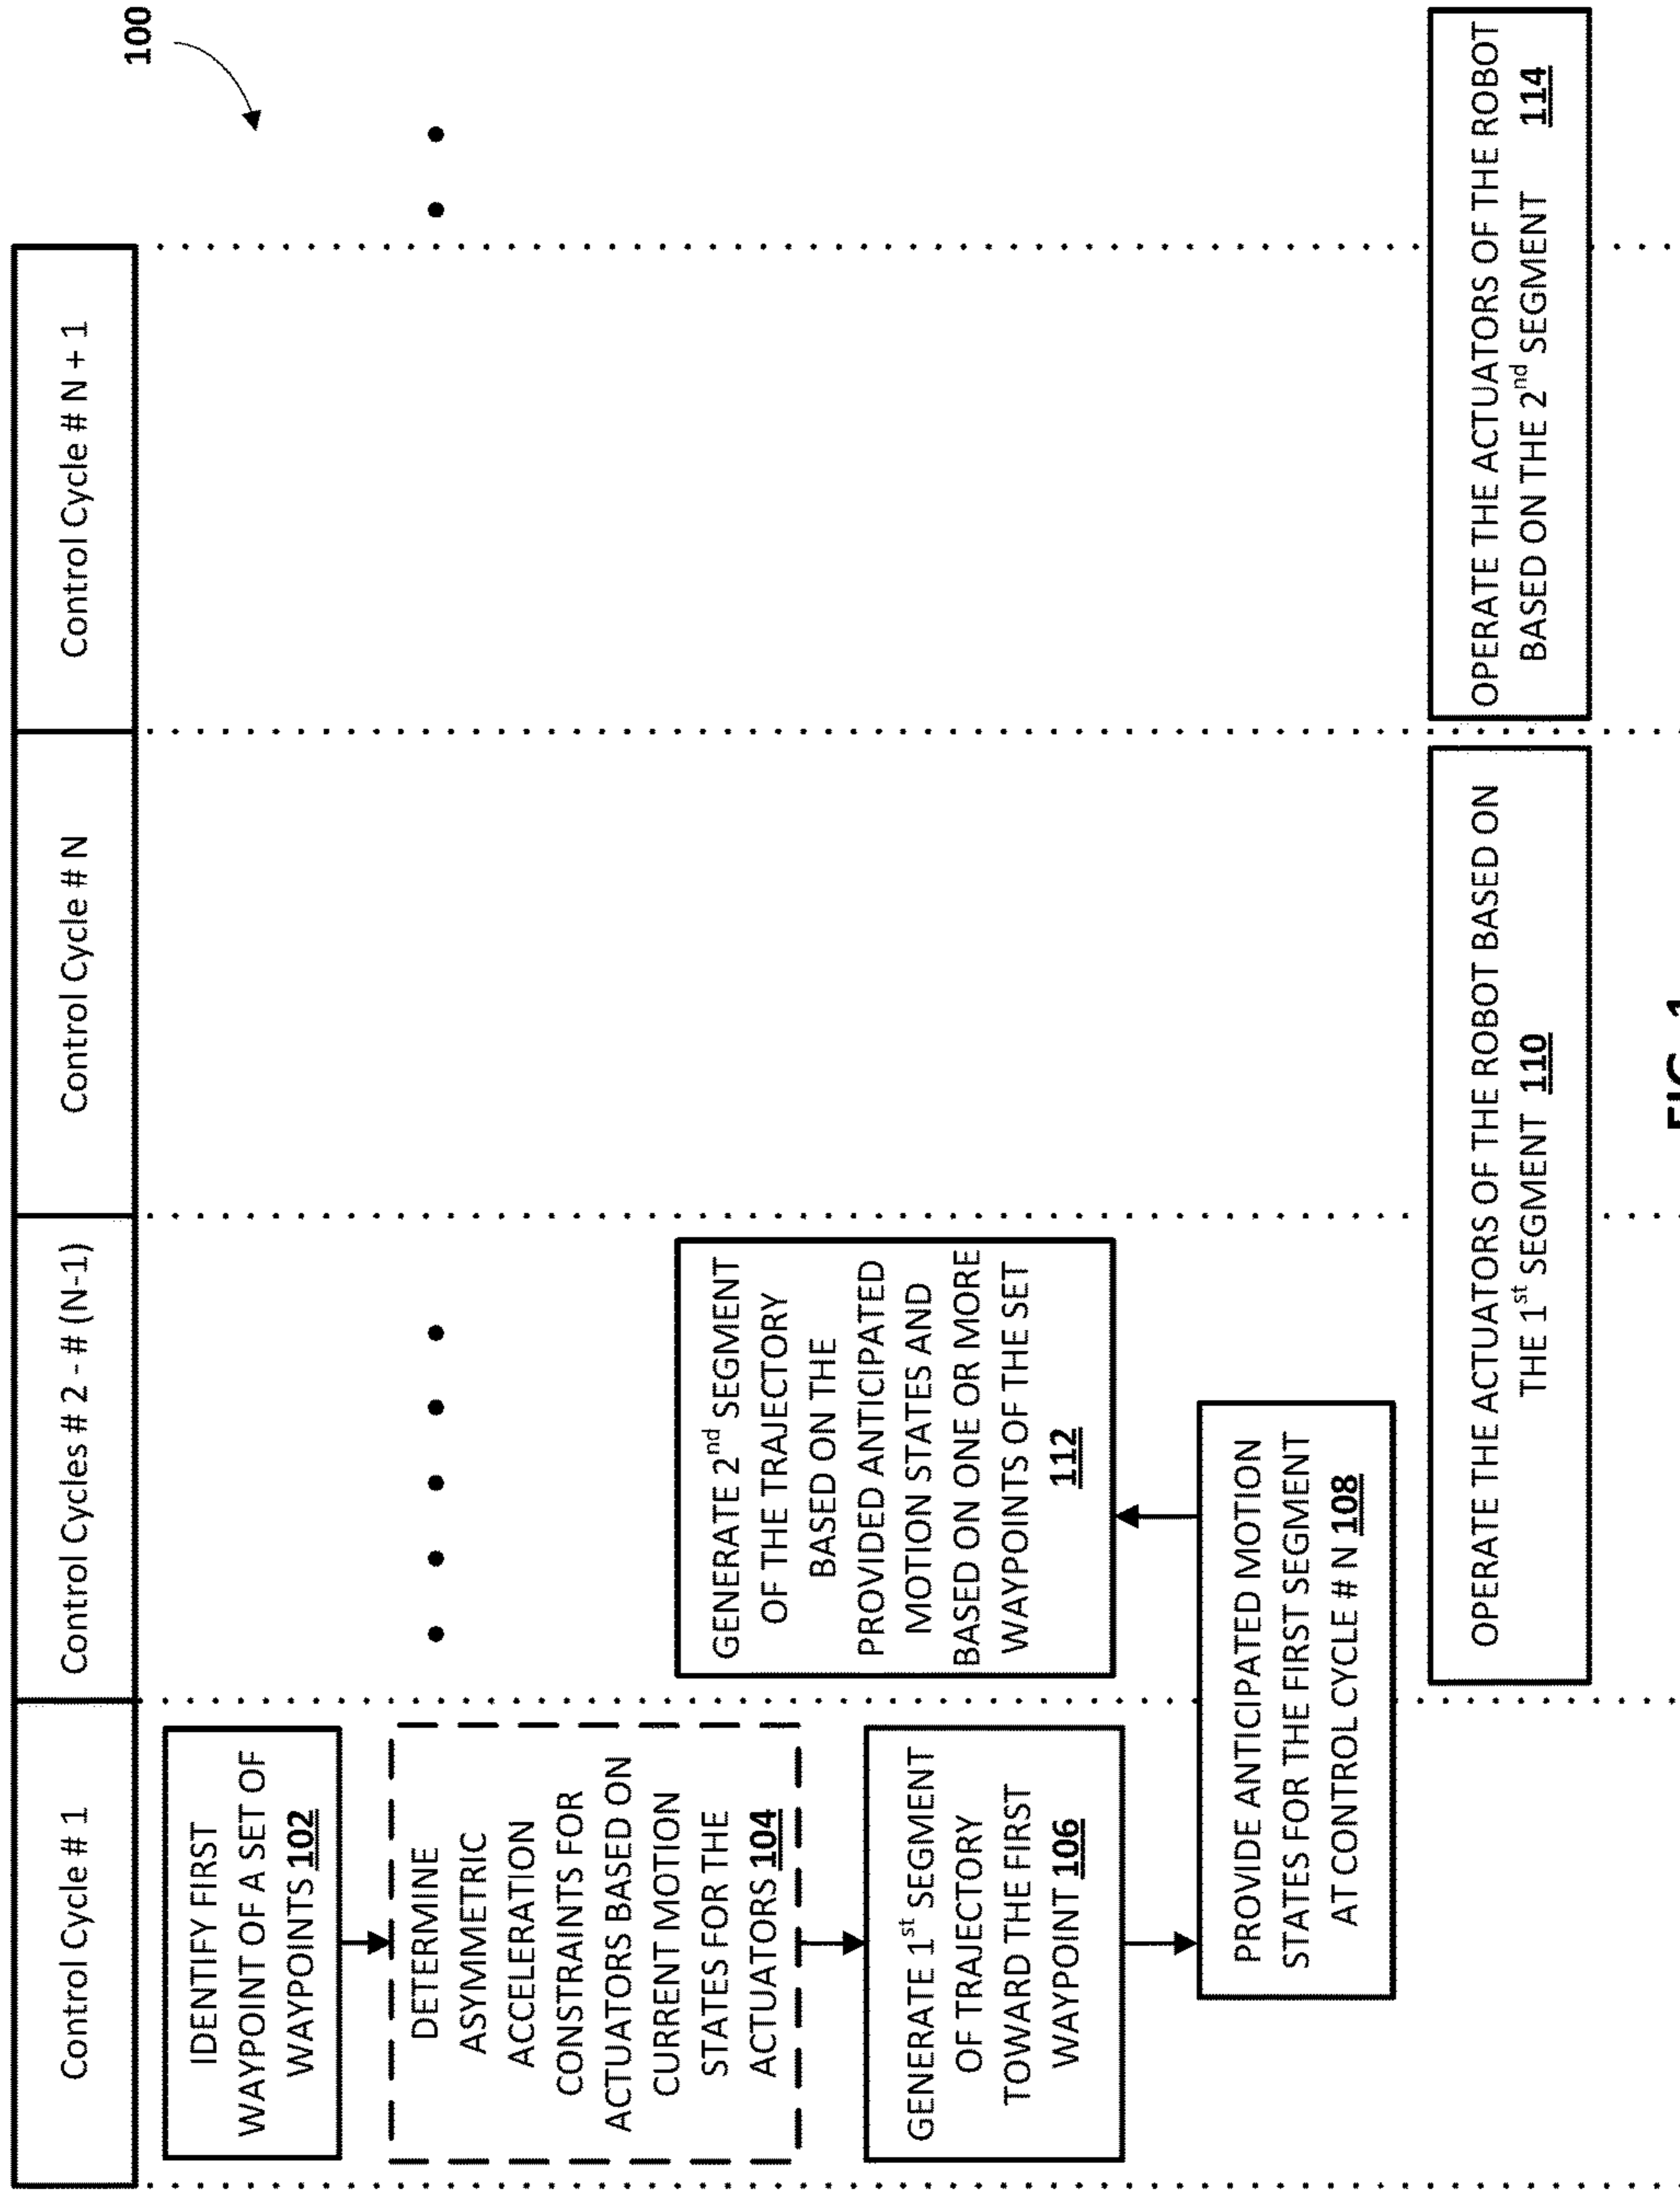 100
Control Cycle # 1
Control Cycles # 2 - # (N-1)
Control Cycle # N
Control Cycle # N + 1
IDENTIFY FIRST
WAYPOINT OF A SET OF
WAYPOINTS 102
DETERMINE
ASYMMETRIC
ACCELERATION
CONSTRAINTS FOR
ACTUATORS BASED ON
CURRENT MOTION
STATES FOR THE
ACTUATORS 104
GENERATE 1st SEGMENT
OF TRAJECTORY
TOWARD THE FIRST
WAYPOINT 106
PROVIDE ANTICIPATED MOTION
STATES FOR THE FIRST SEGMENT
AT CONTROL CYCLE # N 108
GENERATE 2nd SEGMENT
OF THE TRAJECTORY
BASED ON THE
PROVIDED ANTICIPATED
MOTION STATES AND
BASED ON ONE OR MORE
WAYPOINTS OF THE SET
112
OPERATE THE ACTUATORS OF THE ROBOT BASED ON
THE 1st SEGMENT 110
OPERATE THE ACTUATORS OF THE ROBOT
BASED ON THE 2nd SEGMENT 114
FIG. 1